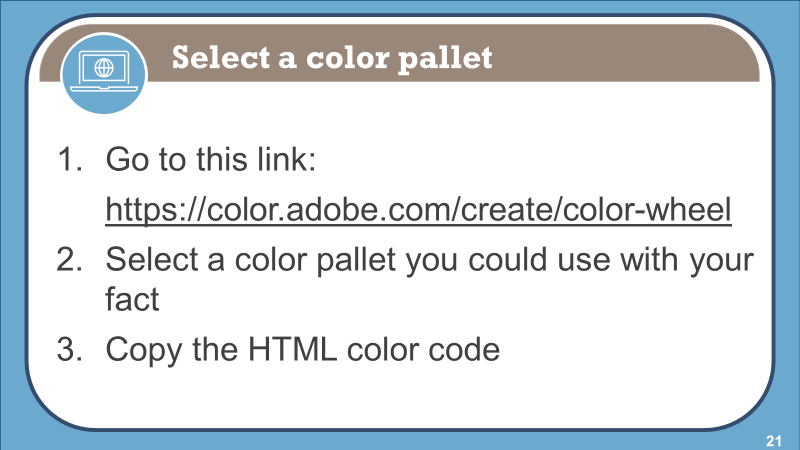 Select a color pallet
1. Go to this link:
https://color.adobe.com/create/color-wheel
2. Select a color pallet you could use with your
fact
3. Copy the HTML color code
21